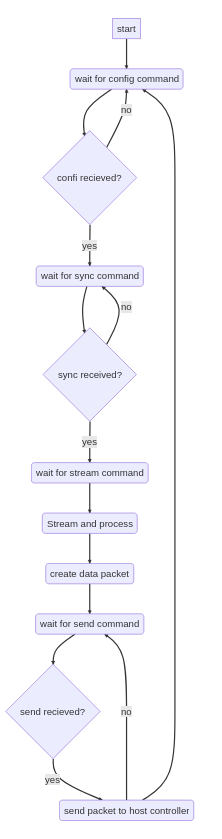 start
wait for config command
no
confi recieved?
yes
wait for sync command
no
sync received?
yes
wait for stream command
Stream and process
create data packet
wait for send command
send recieved?
no
yes
send packet to host controller